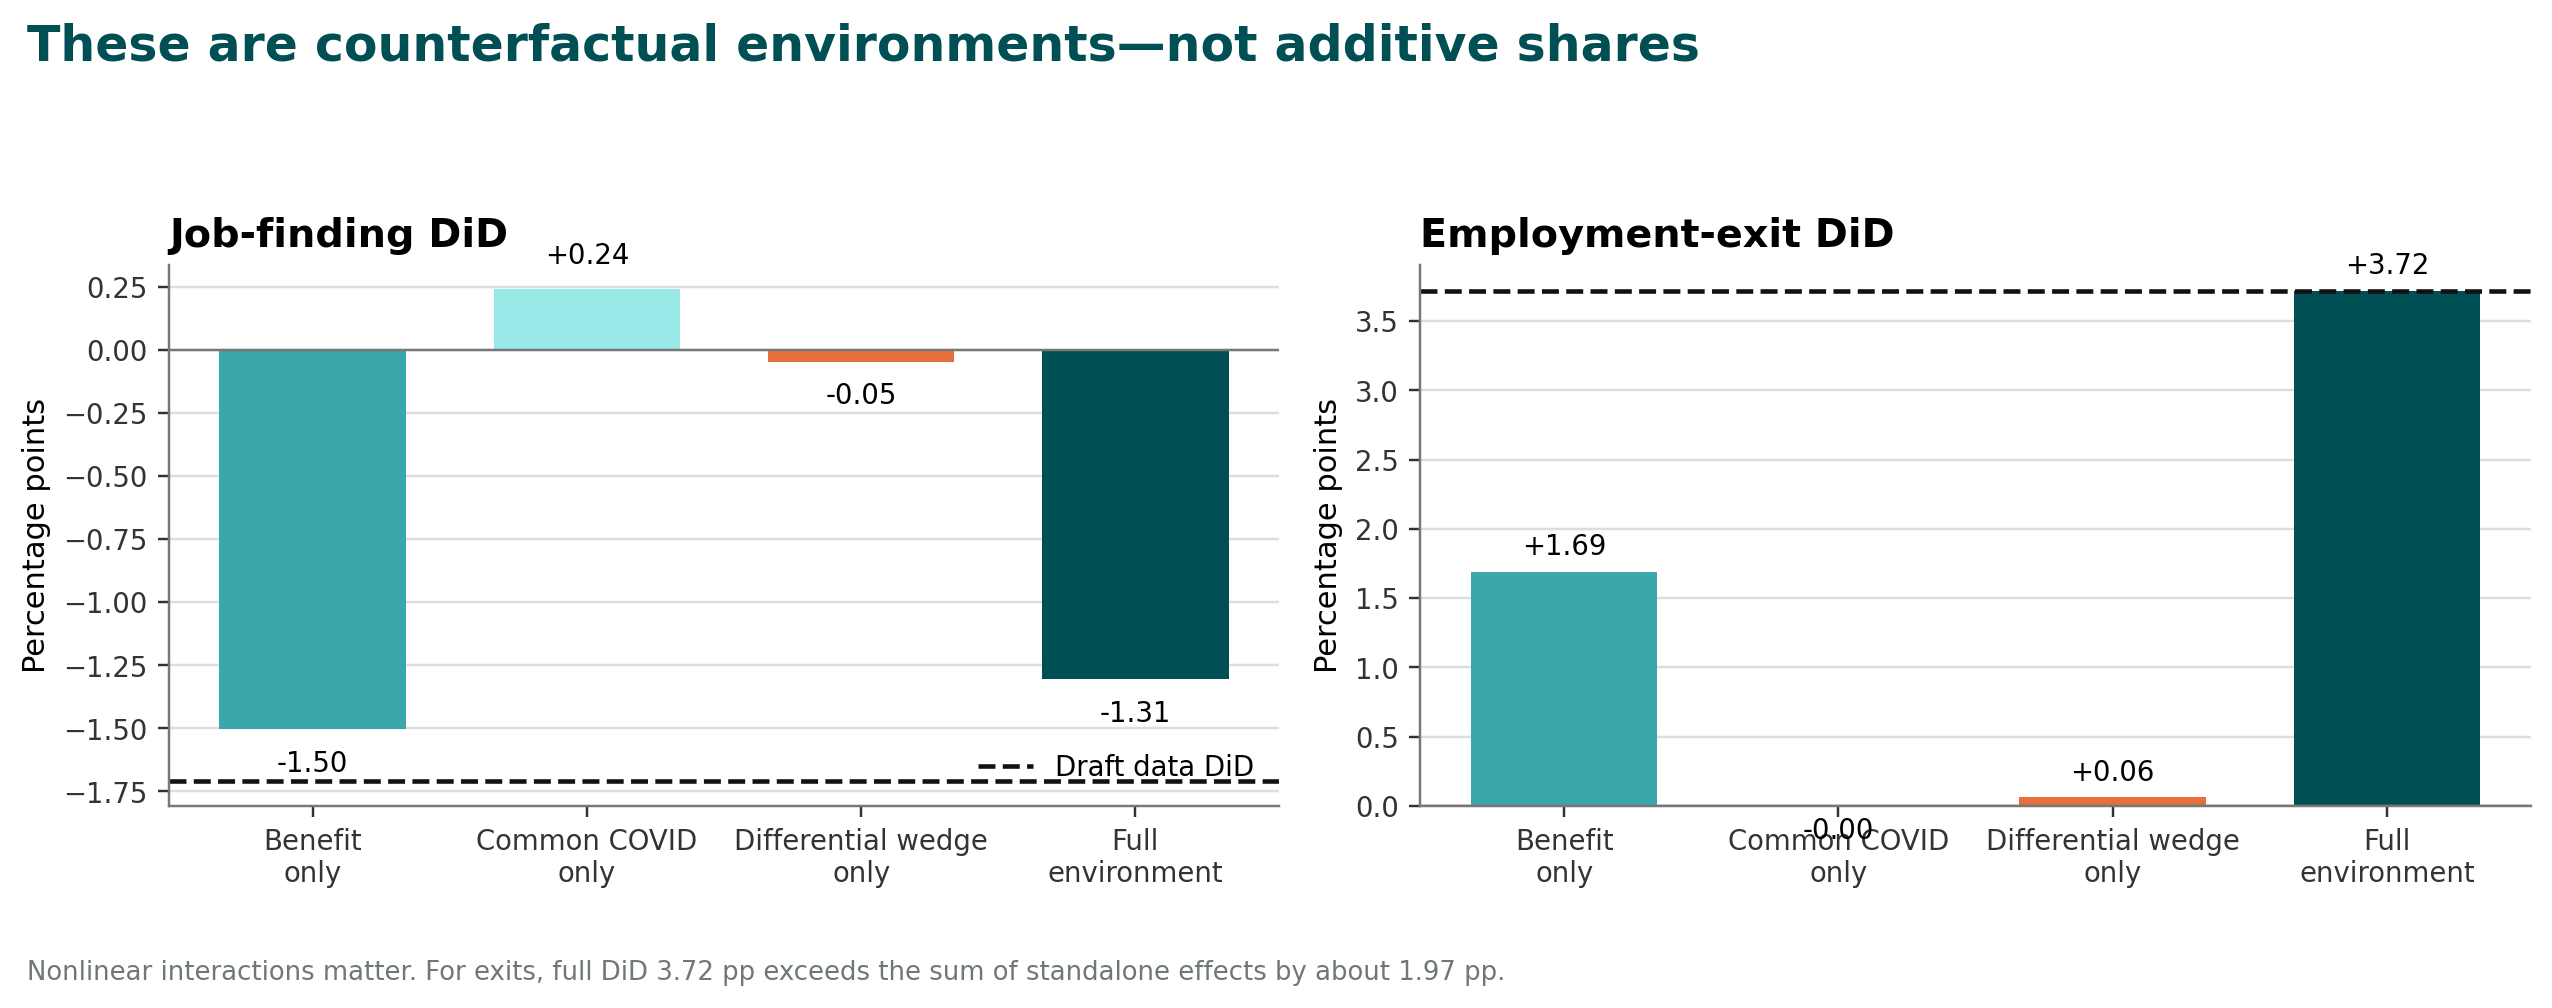 These are counterfactual environments—not additive shares
Job-finding DiD
+0.24
0.25
0.00
−0.25
−0.50
−0.75
−1.00
−1.25
−1.50
−1.75
Percentage points
-0.05
-1.31
-1.50
Draft data DiD
Benefit
only
Common COVID
only
Differential wedge
only
Full
environment
Employment-exit DiD
+3.72
3.5
3.0
2.5
2.0
1.5
1.0
0.5
0.0
Percentage points
+1.69
+0.06
-0.00
Benefit
only
Common COVID
only
Differential wedge
only
Full
environment
Nonlinear interactions matter. For exits, full DiD 3.72 pp exceeds the sum of standalone effects by about 1.97 pp.